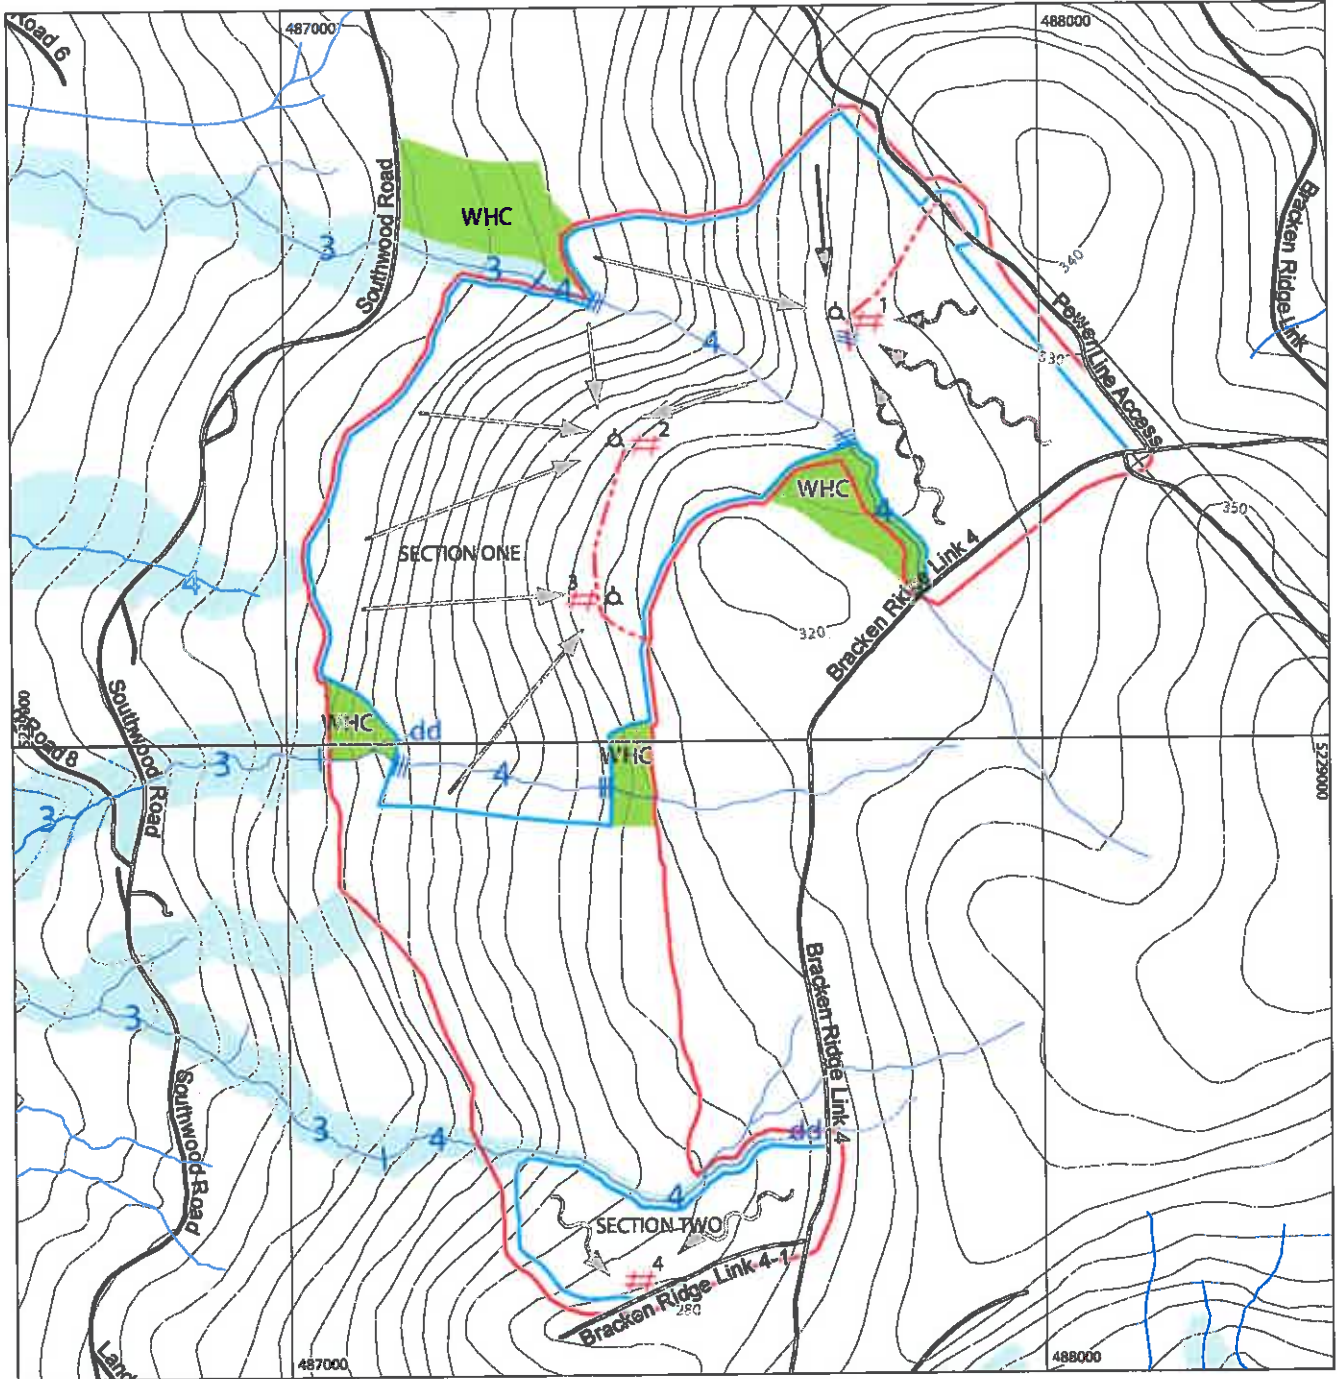 Road 6
487000
488000
WHC
Southwood Road
3
3
4
4
Bracken Ridge Link
340
Power Line Access
330
1
2
WHC
4
350
SECTION ONE
3
4
Bracken Ridge Link 4
320
WHC
dd
WHC
5229000
Road 8
Southwood Road
3
4
5229000
3
Bracken Ridge Link 4
3
3
4
dd
Southwood Road
4
SECTION TWO
4
Bracken Ridge Link 4-1
280
487000
488000